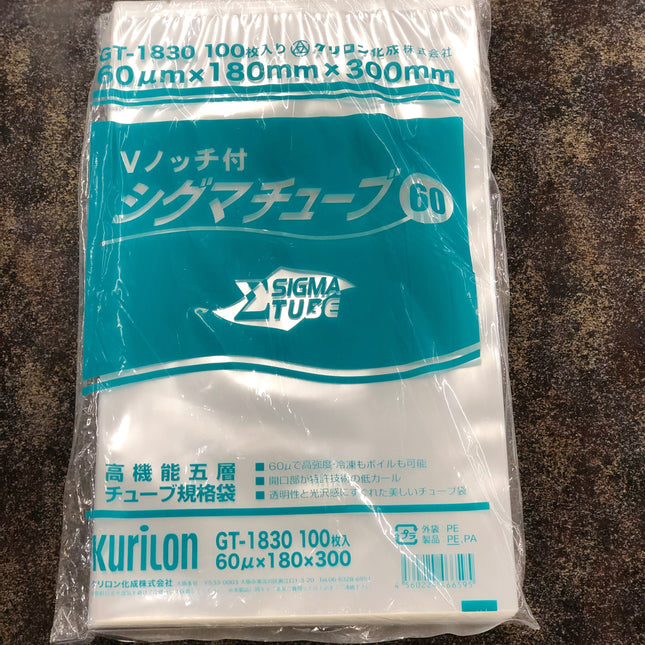 GT-1830 100枚入り クリロン化成株式会社
60μm×180mm×300mm
Vノッチ付
シグマチューブ 60
Σ SIGMA
TUBE
高機能五層
チューブ規格袋
■60μで高強度・冷凍もボイルも可能
■開口部が特許技術の低カール
■透明性と光沢感にすぐれた美しいチューブ袋
KuriLon
GT-1830 100枚入
60μ×180×300
プラ
外袋 PE
製品 PE,PA
クリロン化成株式会社